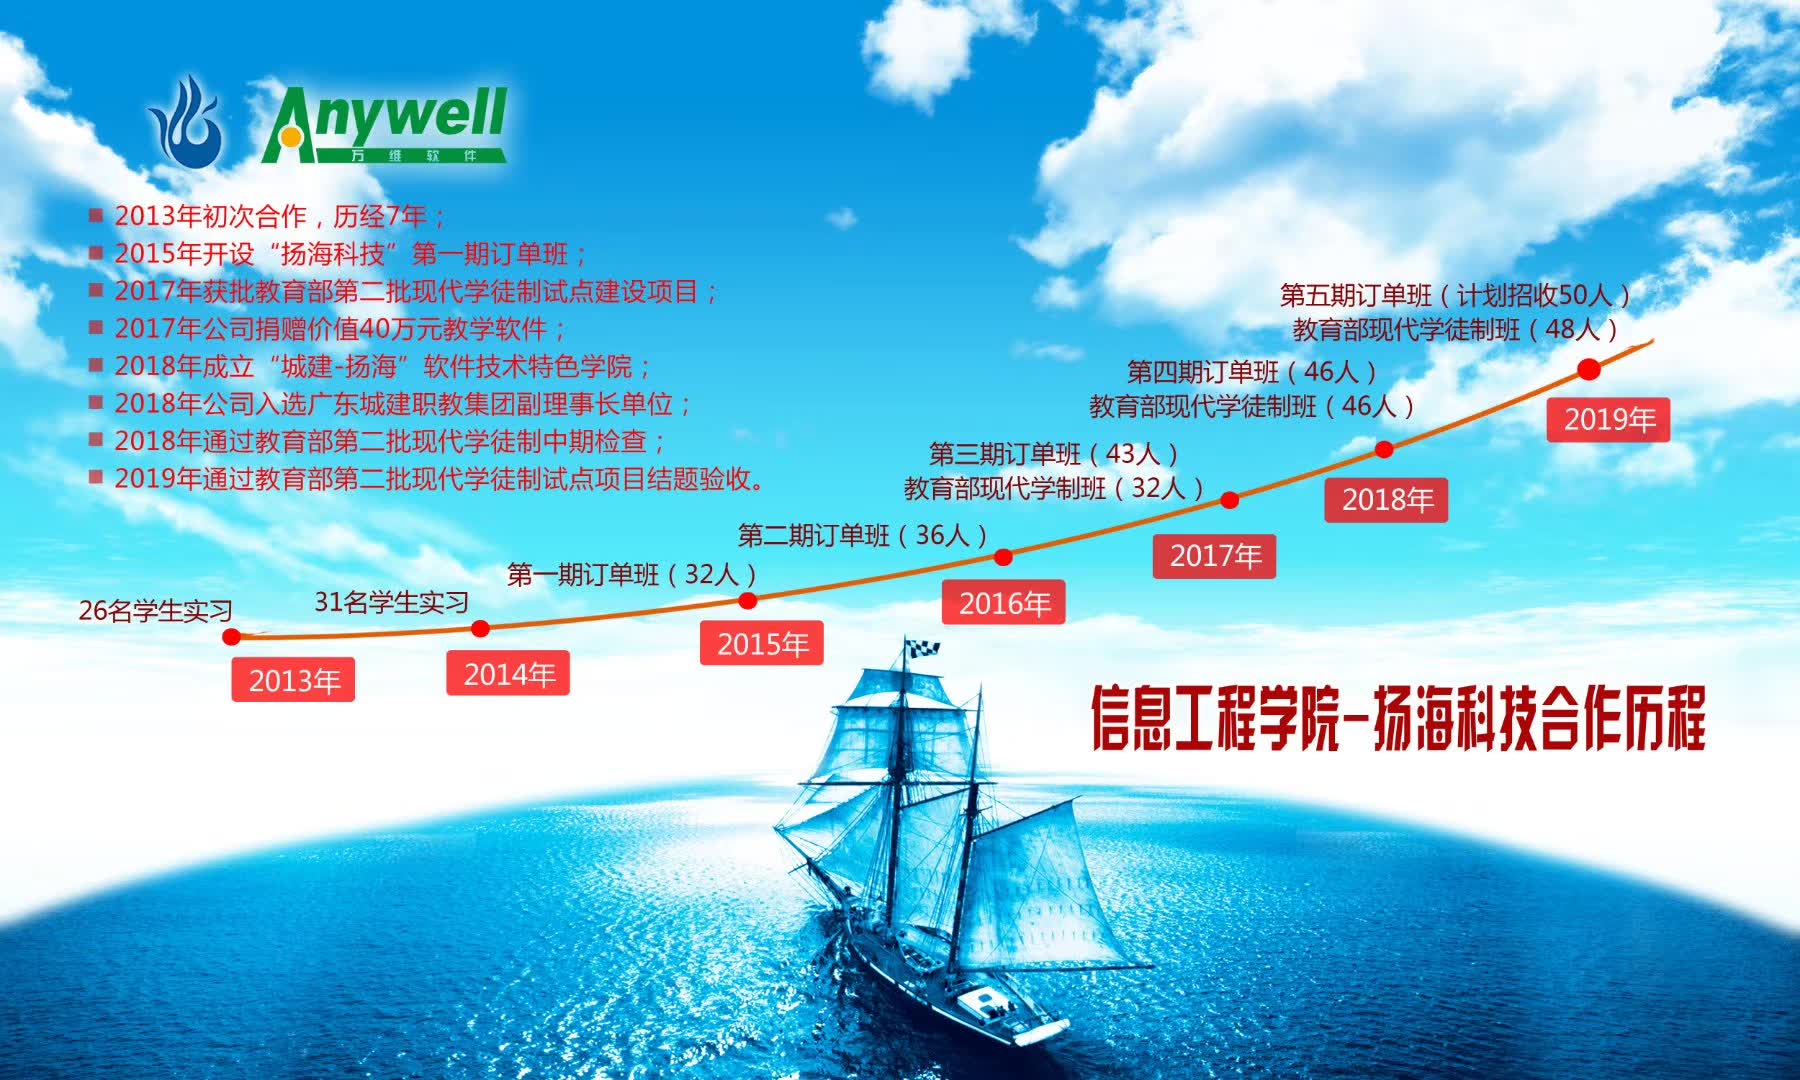 Anywell
万维软件
2013年初次合作，历经7年；
2015年开设“扬海科技”第一期订单班；
2017年获批教育部第二批现代学徒制试点建设项目；
2017年公司捐赠价值40万元教学软件；
2018年成立“城建-扬海”软件技术特色学院；
2018年公司入选广东城建职教集团副理事长单位；
2018年通过教育部第二批现代学徒制中期检查；
2019年通过教育部第二批现代学徒制试点项目结题验收。
26名学生实习
2013年
31名学生实习
2014年
第一期订单班（32人）
2015年
第二期订单班（36人）
2016年
第三期订单班（43人）
教育部现代学制班（32人）
2017年
第四期订单班（46人）
教育部现代学徒制班（46人）
2018年
第五期订单班（计划招收50人）
教育部现代学徒制班（48人）
2019年
信息工程学院-扬海科技合作历程